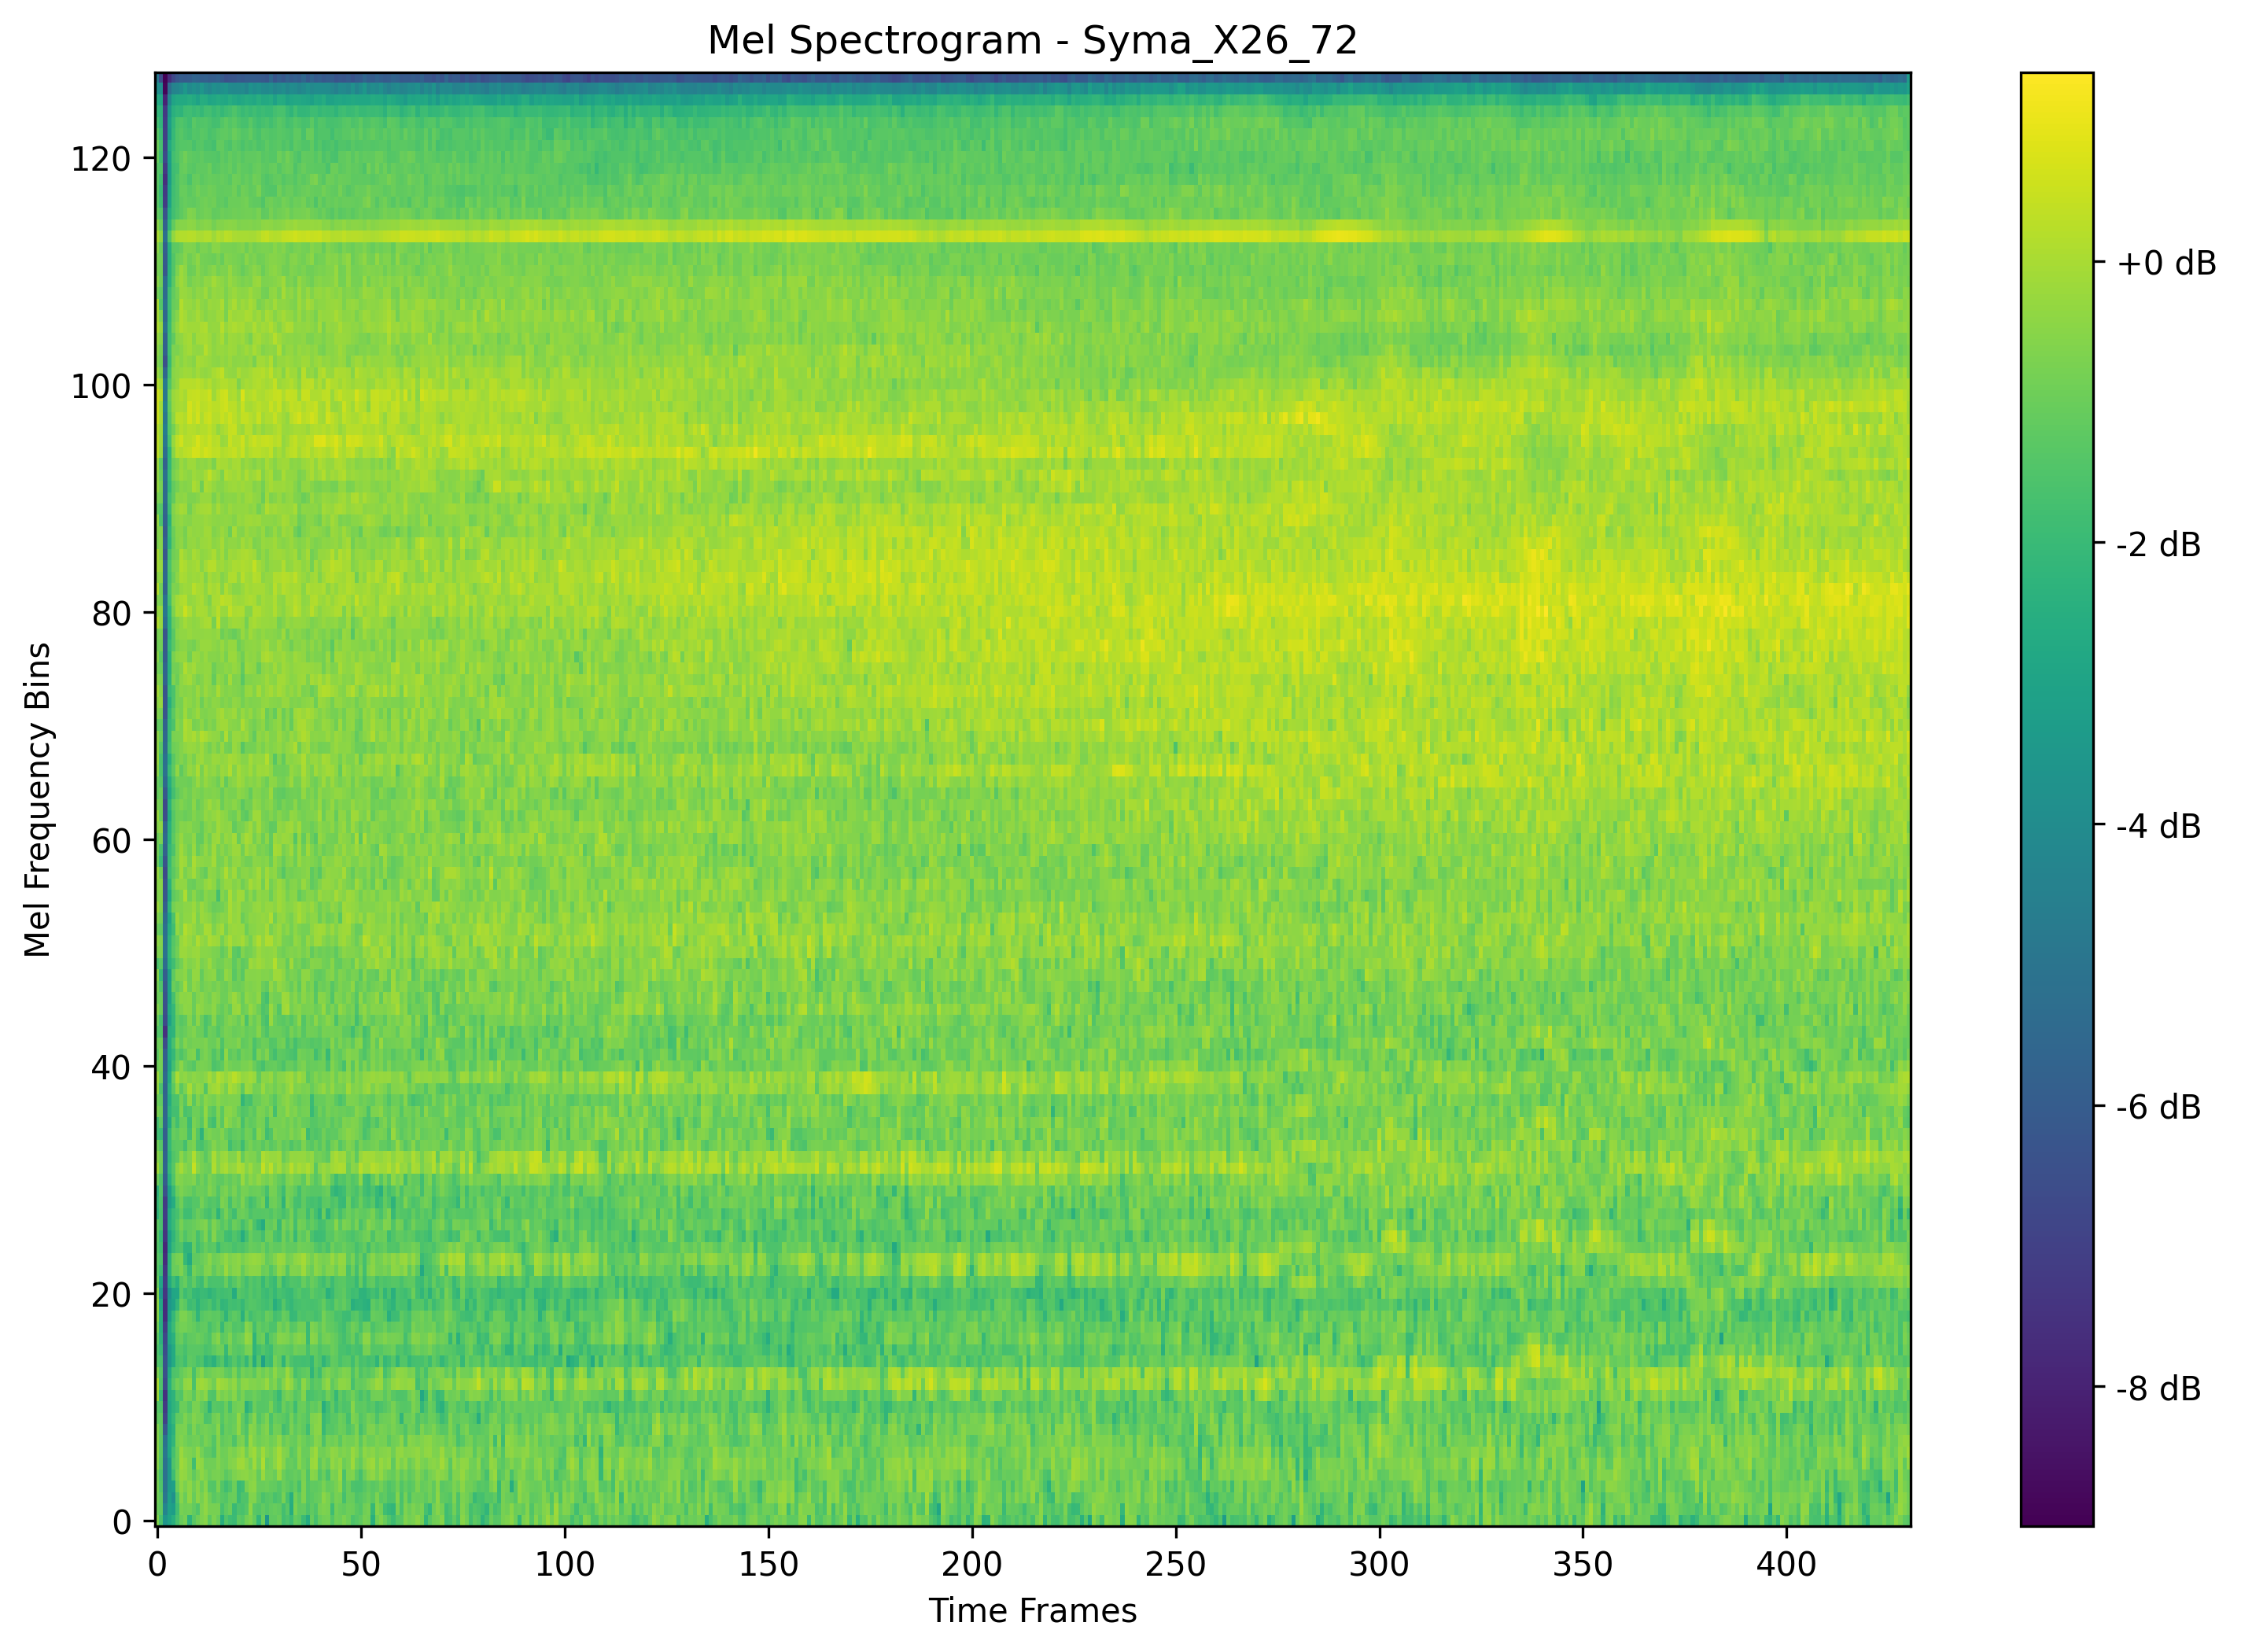 Mel Spectrogram - Syma_X26_72
Mel Frequency Bins
120
100
80
60
40
20
0
0 50 100 150 200 250 300 350 400
Time Frames
+0 dB
-2 dB
-4 dB
-6 dB
-8 dB